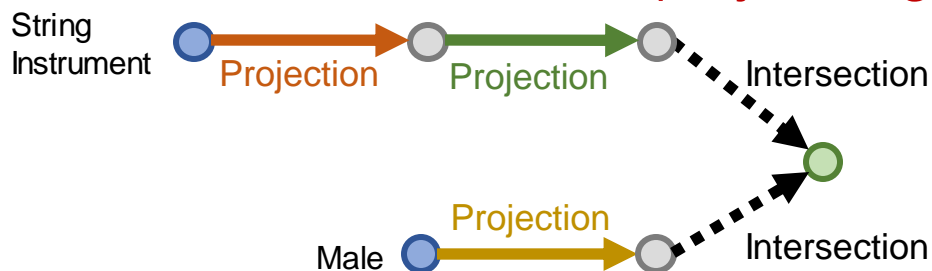 String
Instrument
Projection
Projection
Intersection
Projection
Male
Intersection